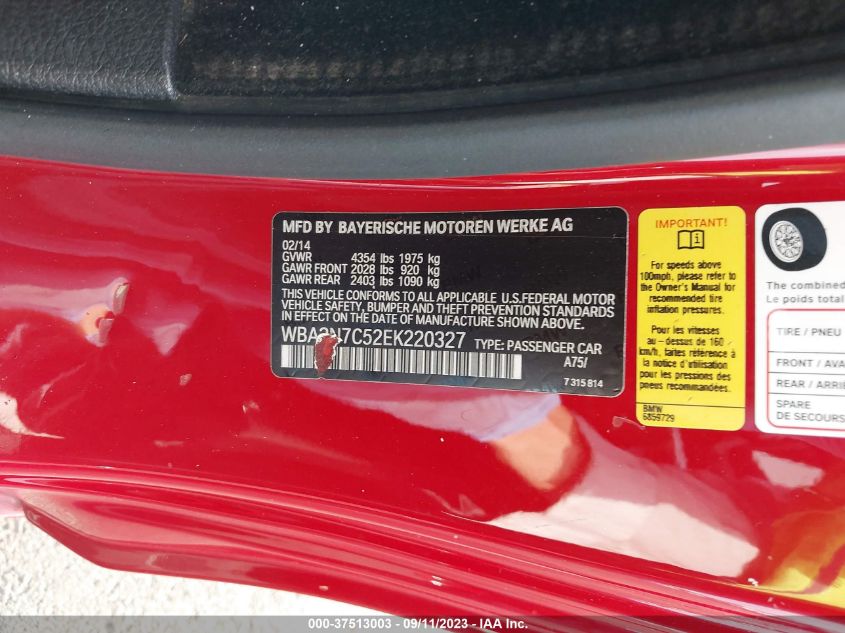 MFD BY BAYERISCHE MOTOREN WERKE AG
02/14
GVWR 4354 lbs 1975 kg
GAWR FRONT 2028 lbs 920 kg
GAWR REAR 2403 lbs 1090 kg
THIS VEHICLE CONFORMS TO ALL APPLICABLE U.S.FEDERAL MOTOR
VEHICLE SAFETY, BUMPER, AND THEFT PREVENTION STANDARDS
IN EFFECT ON THE DATE OF MANUFACTURE SHOWN ABOVE.
TYPE: PASSENGER CAR
A75/
7 315 814
IMPORTANT!
For speeds above
100mph, please refer to
the Owner's Manual for
recommended tire
inflation pressures.
Pour les vitesses
au - dessus de 160
km/h, faites référence à
la notice d'utilisation
pour les pressions des
pneus recommandées.
BMW
6859729
The combined
Le poids total
TIRE / PNEU
FRONT / AVA
REAR / ARRIÈ
SPARE
DE SECOURS
000-37513003 - 09/11/2023 - IAA Inc.